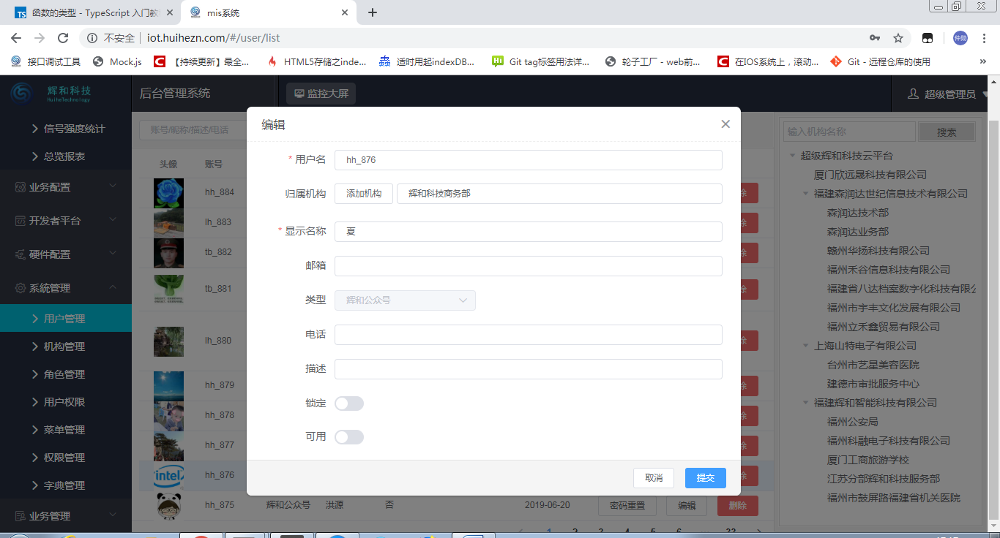 函数的类型 - TypeScript 入门教
mis系统
不安全 | iot.huihezn.com/#/user/list
仲勋
接口调试工具 Mock.js 【持续更新】最全... HTML5存储之inde... 适时用起indexDB... Git tag标签用法详... 轮子工厂 - web前... 在IOS系统上，滚动... Git - 远程仓库的使用
辉和科技
HuiheTechnology
后台管理系统
监控大屏
超级管理员
信号强度统计
总览报表
业务配置
开发者平台
硬件配置
系统管理
用户管理
机构管理
角色管理
用户权限
菜单管理
权限管理
字典管理
业务管理
账号/昵称/描述/电话
头像 账号
hh_884
lh_883
tb_882
tb_881
lh_880
hh_879
hh_878
hh_877
hh_876
hh_875 辉和公众号 洪源 否 2019-06-20 密码重置 编辑 删除
1 2 3 4 5 6 ... 22
编辑
* 用户名 hh_876
归属机构 添加机构 辉和科技商务部
* 显示名称 夏
邮箱
类型 辉和公众号
电话
描述
锁定
可用
取消 提交
输入机构名称 搜索
超级辉和科技云平台
厦门欣远晟科技有限公司
福建森润达世纪信息技术有限公司
森润达技术部
森润达业务部
赣州华扬科技有限公司
福州禾谷信息科技有限公司
福建省八达档案数字化科技有限公
福州市宇丰文化发展有限公司
福州立禾鑫贸易有限公司
上海山特电子有限公司
台州市艺星美容医院
建德市审批服务中心
福建辉和智能科技有限公司
福州公安局
福州科融电子科技有限公司
厦门工商旅游学校
江苏分部辉和科技服务部
福州市鼓屏路福建省机关医院